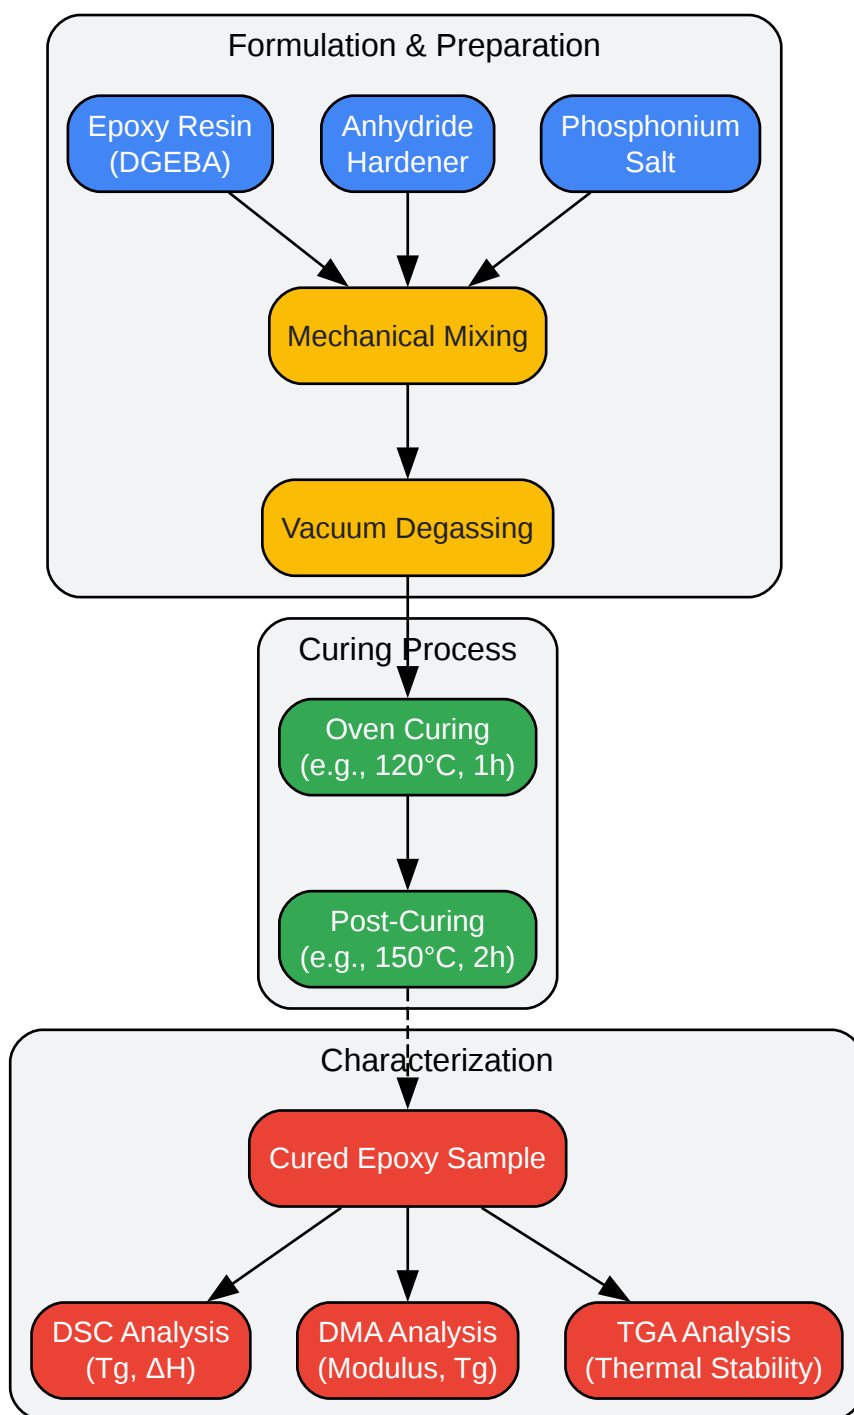 Formulation & Preparation
Epoxy Resin
(DGEBA)
Anhydride
Hardener
Phosphonium
Salt
Mechanical Mixing
Vacuum Degassing
Curing Process
Oven Curing
(e.g., 120°C, 1h)
Post-Curing
(e.g., 150°C, 2h)
Characterization
Cured Epoxy Sample
DSC Analysis
(Tg, ΔH)
DMA Analysis
(Modulus, Tg)
TGA Analysis
(Thermal Stability)